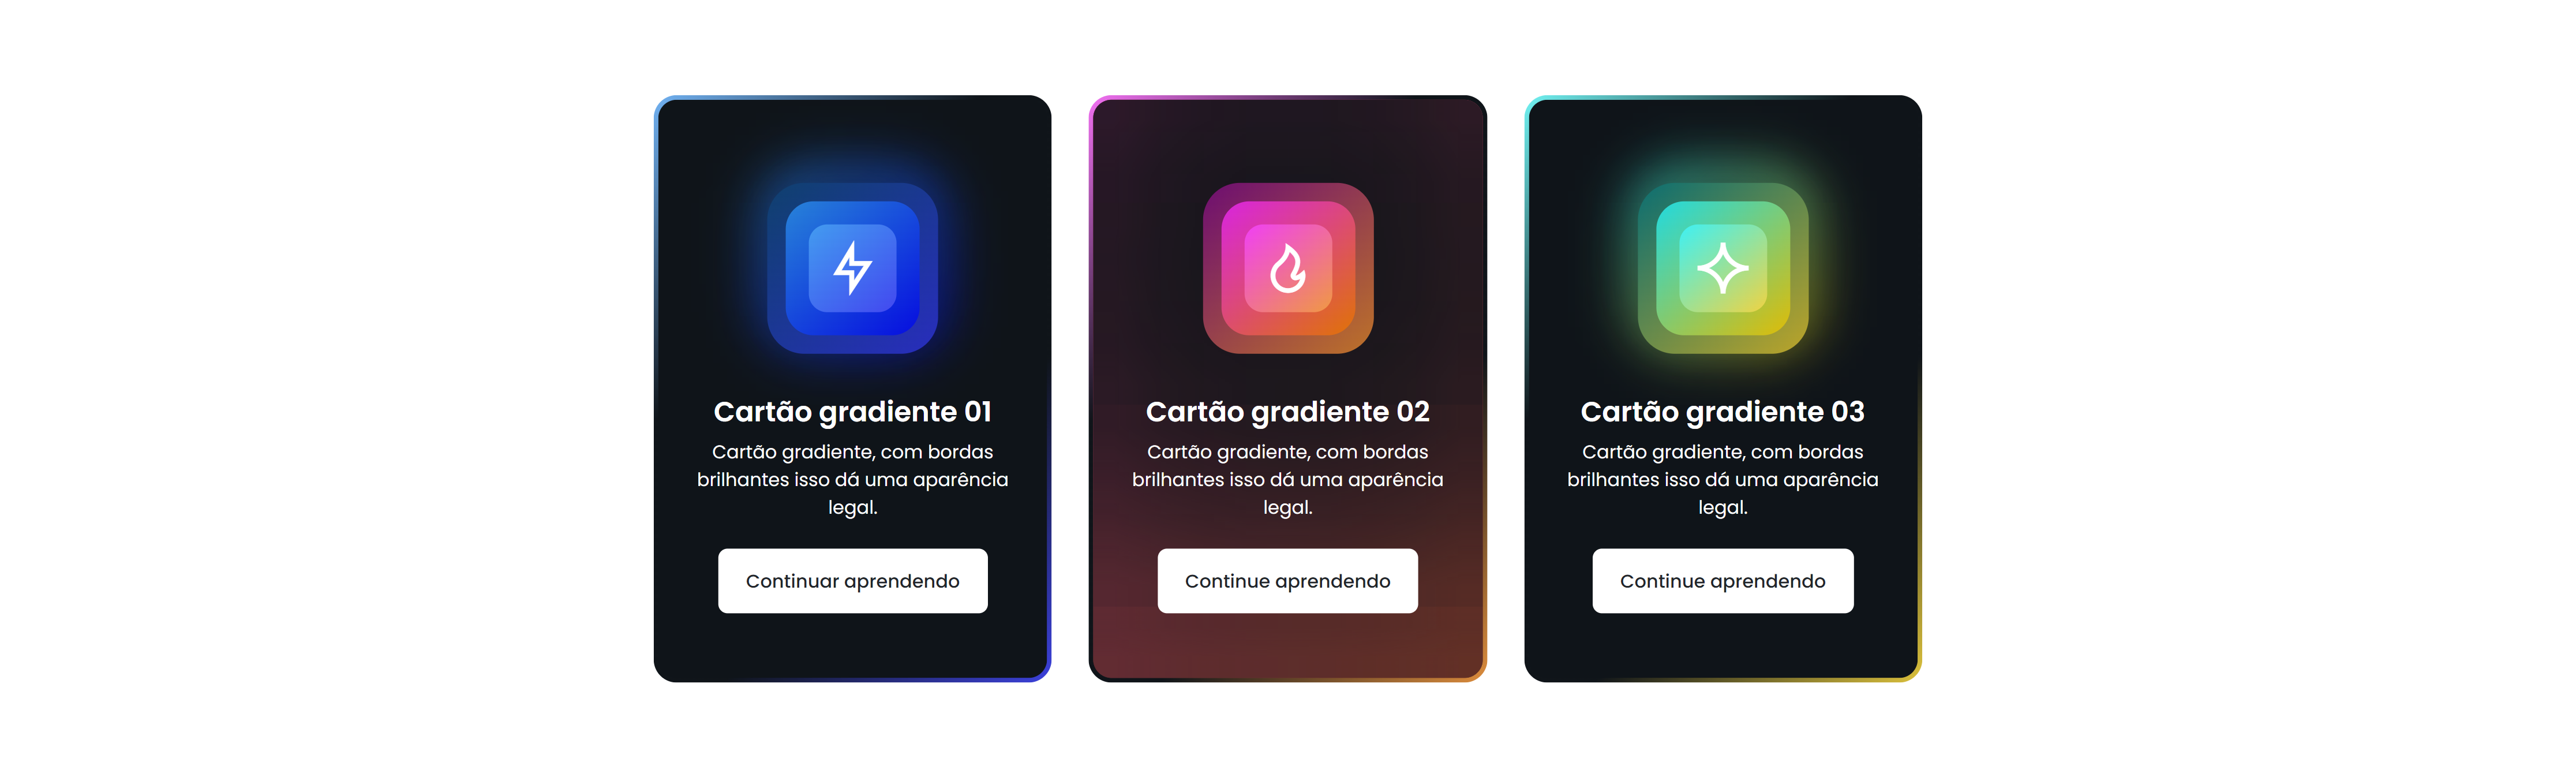 Cartão gradiente 01
Cartão gradiente, com bordas
brilhantes isso dá uma aparência
legal.
Continuar aprendendo
Cartão gradiente 02
Cartão gradiente, com bordas
brilhantes isso dá uma aparência
legal.
Continue aprendendo
Cartão gradiente 03
Cartão gradiente, com bordas
brilhantes isso dá uma aparência
legal.
Continue aprendendo